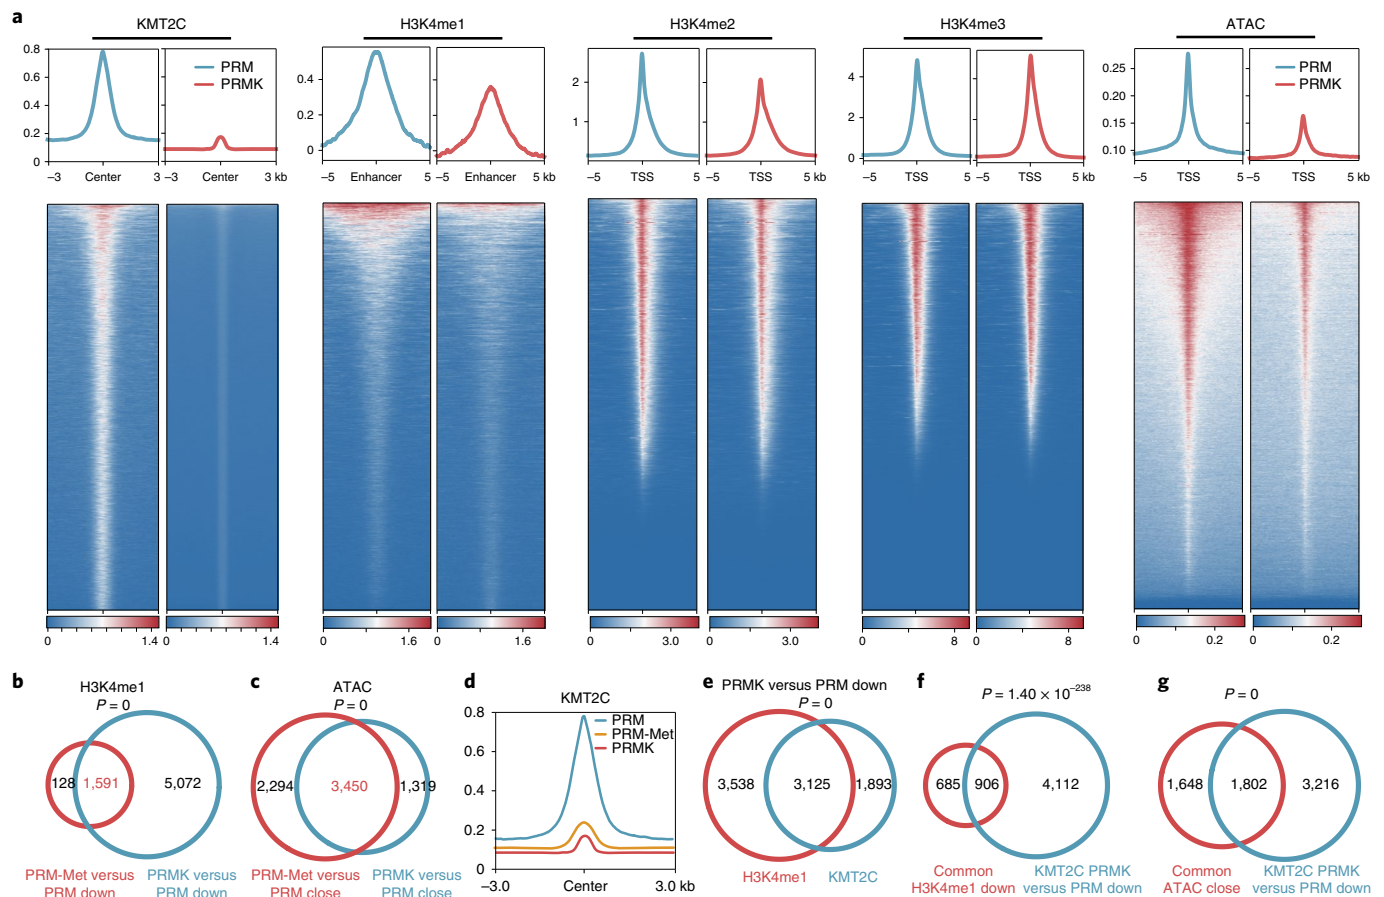 a
KMT2C
H3K4me1
H3K4me2
H3K4me3
ATAC
0.8
0.6
0.4
0.2
0
PRM
PRMK
0.4
0.2
0
2
1
4
2
0
0.25
0.20
0.15
0.10
PRM
PRMK
–3 Center 3
–3 Center 3 kb
–5 Enhancer 5
–5 Enhancer 5 kb
–5 TSS 5
–5 TSS 5 kb
–5 TSS 5
–5 TSS 5 kb
–5 TSS 5
–5 TSS 5 kb
0 1.4
0 1.4
0 1.6
1.6
0 3.0
0 3.0
0 8
0 8
0 0.2
0 0.2
b
H3K4me1
P = 0
128 1,591 5,072
PRM-Met versus
PRM down
PRMK versus
PRM down
c
ATAC
P = 0
2,294 3,450 1,319
PRM-Met versus
PRM close
PRMK versus
PRM close
d
KMT2C
0.8
0.6
0.4
0.2
0
PRM
PRM-Met
PRMK
–3.0 Center 3.0 kb
e
PRMK versus PRM down
P = 0
3,538 3,125 1,893
H3K4me1 KMT2C
f
P = 1.40 × 10⁻²³⁸
685 906 4,112
Common
H3K4me1 down
KMT2C PRMK
versus PRM down
g
P = 0
1,648 1,802 3,216
Common
ATAC close
KMT2C PRMK
versus PRM down